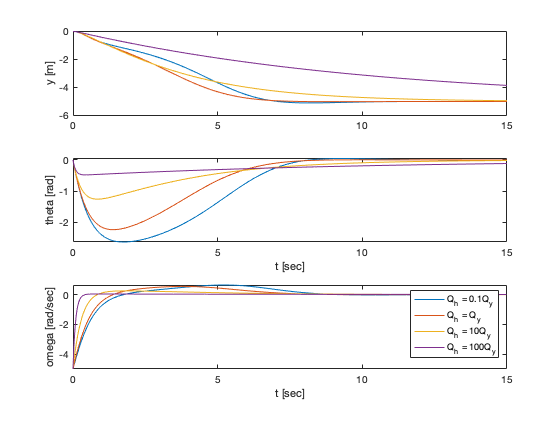 y [m]
0
-2
-4
-6
0 5 10 15
theta [rad]
0
-1
-2
0 5 10 15
t [sec]
omega [rad/sec]
0
-2
-4
0 5 10 15
t [sec]
Q_h = 0.1Q_y
Q_h = Q_y
Q_h = 10Q_y
Q_h = 100Q_y